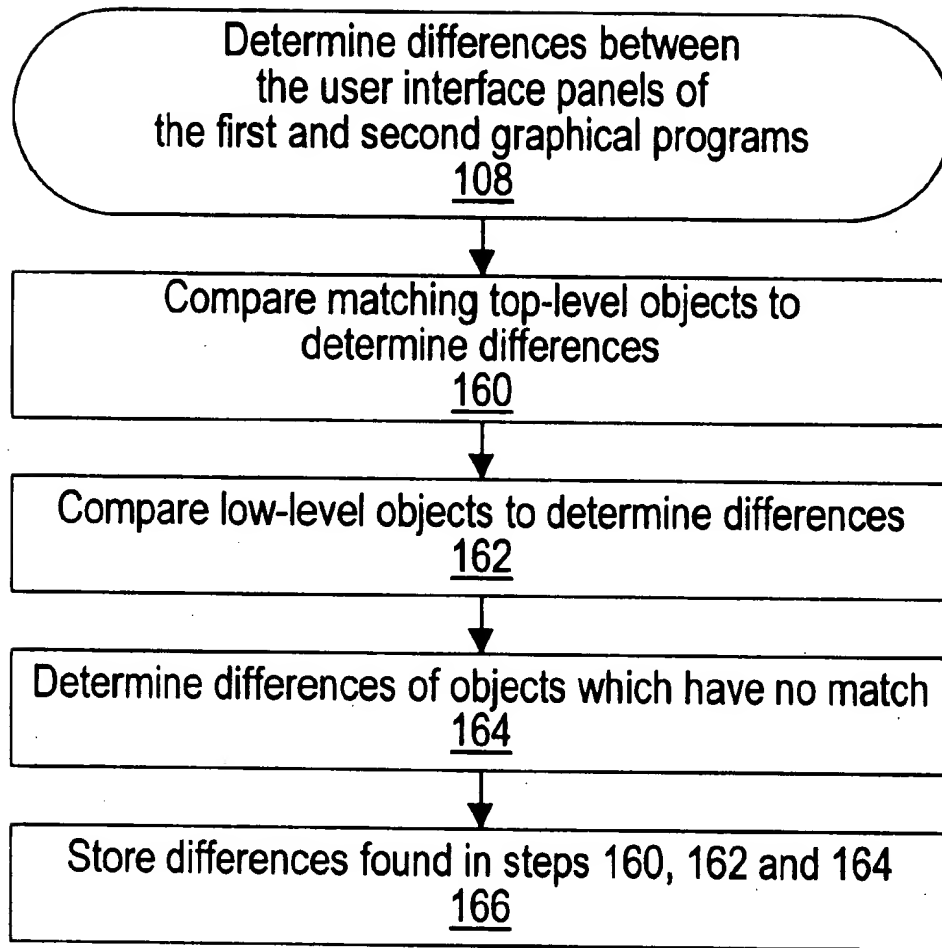 Determine differences between
the user interface panels of
the first and second graphical programs
108
Compare matching top-level objects to
determine differences
160
Compare low-level objects to determine differences
162
Determine differences of objects which have no match
164
Store differences found in steps 160, 162 and 164
166